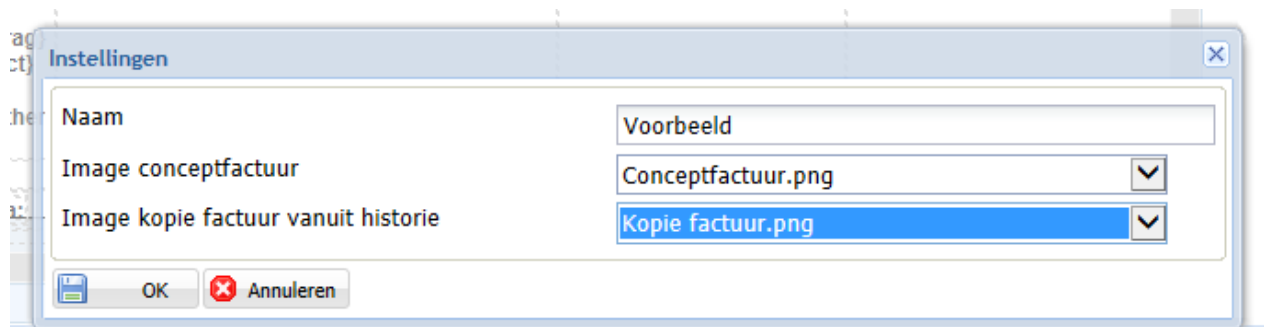 Instellingen
Naam
Voorbeeld
Image conceptfactuur
Conceptfactuur.png
Image kopie factuur vanuit historie
Kopie factuur.png
OK
Annuleren